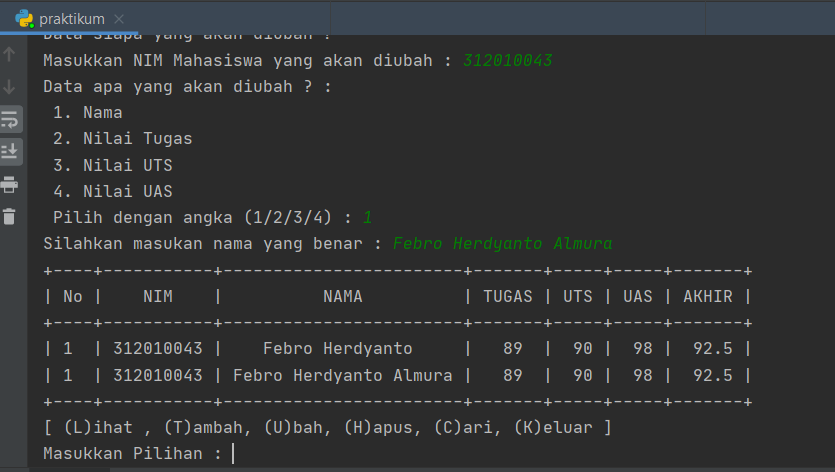 praktikum
Data siapa yang akan diubah ?
Masukkan NIM Mahasiswa yang akan diubah : 312010043
Data apa yang akan diubah ? :
1. Nama
2. Nilai Tugas
3. Nilai UTS
4. Nilai UAS
Pilih dengan angka (1/2/3/4) : 1
Silahkan masukan nama yang benar : Febro Herdyanto Almura
+----+-----------+------------------------+-------+-----+-----+-------+
| No |    NIM    |          NAMA          | TUGAS | UTS | UAS | AKHIR |
+----+-----------+------------------------+-------+-----+-----+-------+
| 1  | 312010043 |    Febro Herdyanto     |   89  |  90 |  98 |  92.5 |
| 1  | 312010043 | Febro Herdyanto Almura |   89  |  90 |  98 |  92.5 |
+----+-----------+------------------------+-------+-----+-----+-------+
[ (L)ihat , (T)ambah, (U)bah, (H)apus, (C)ari, (K)eluar ]
Masukkan Pilihan :